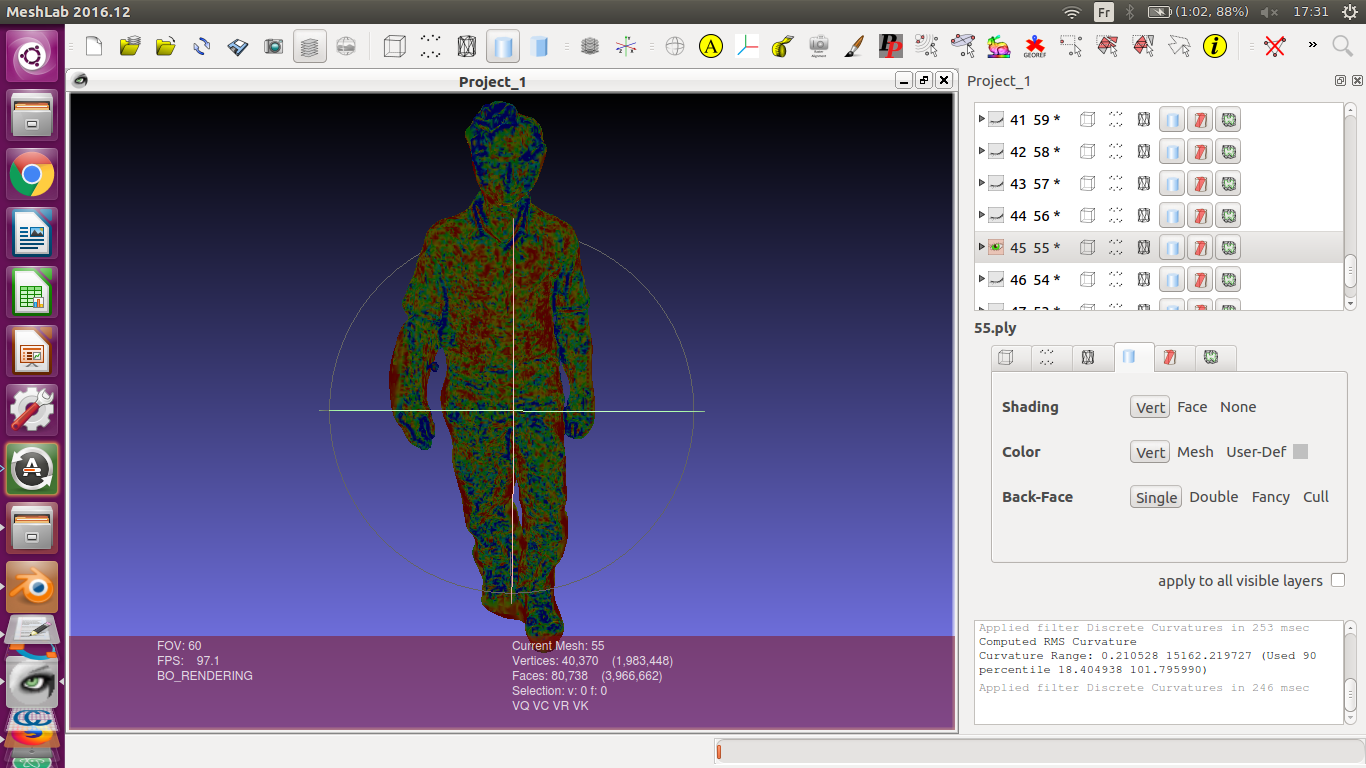 MeshLab 2016.12
Fr
(1:02, 88%)
17:31
A
PP
GEOREF
i
»
Project_1
Project_1
41 59 *
42 58 *
43 57 *
44 56 *
45 55 *
46 54 *
55.ply
Shading Vert Face None
Color Vert Mesh User-Def
Back-Face Single Double Fancy Cull
apply to all visible layers
Applied filter Discrete Curvatures in 253 msec
Computed RMS Curvature
Curvature Range: 0.210528 15162.219727 (Used 90
percentile 18.404938 101.795990)
Applied filter Discrete Curvatures in 246 msec
FOV: 60
FPS: 97.1
BO_RENDERING
Current Mesh: 55
Vertices: 40,370 (1,983,448)
Faces: 80,738 (3,966,662)
Selection: v: 0 f: 0
VQ VC VR VK